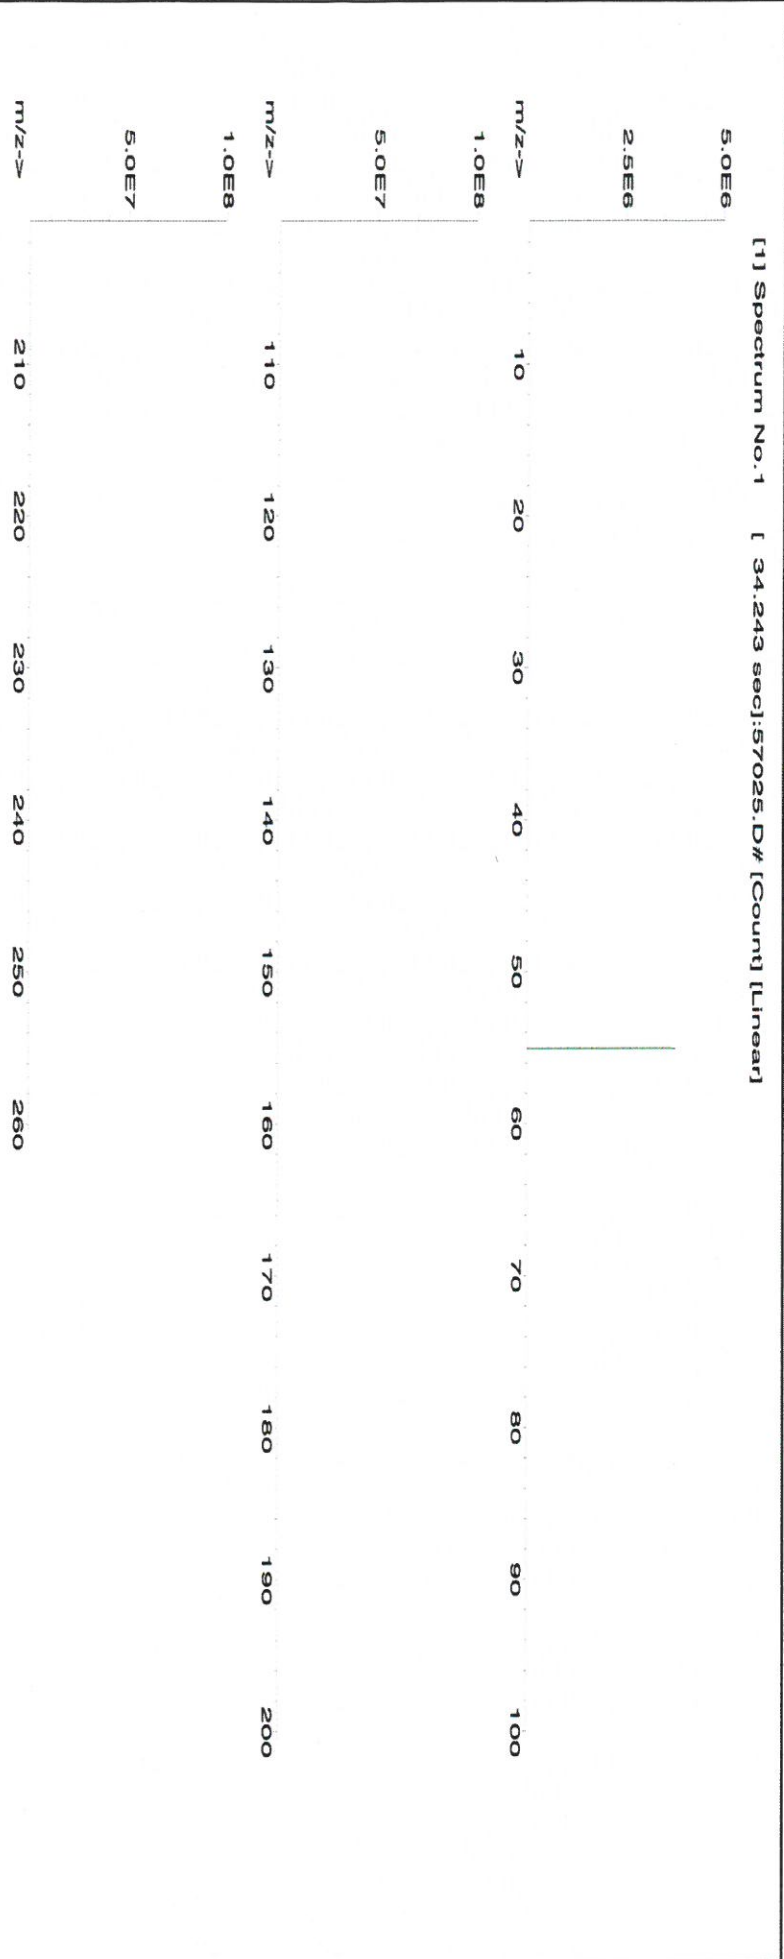 [1] Spectrum No.1 [ 34.243 sec]:57025.D# [Count] [Linear]
5.0E6
2.5E6
m/z-> 10 20 30 40 50 60 70 80 90 100
1.0E8
5.0E7
m/z-> 110 120 130 140 150 160 170 180 190 200
1.0E8
5.0E7
m/z-> 210 220 230 240 250 260